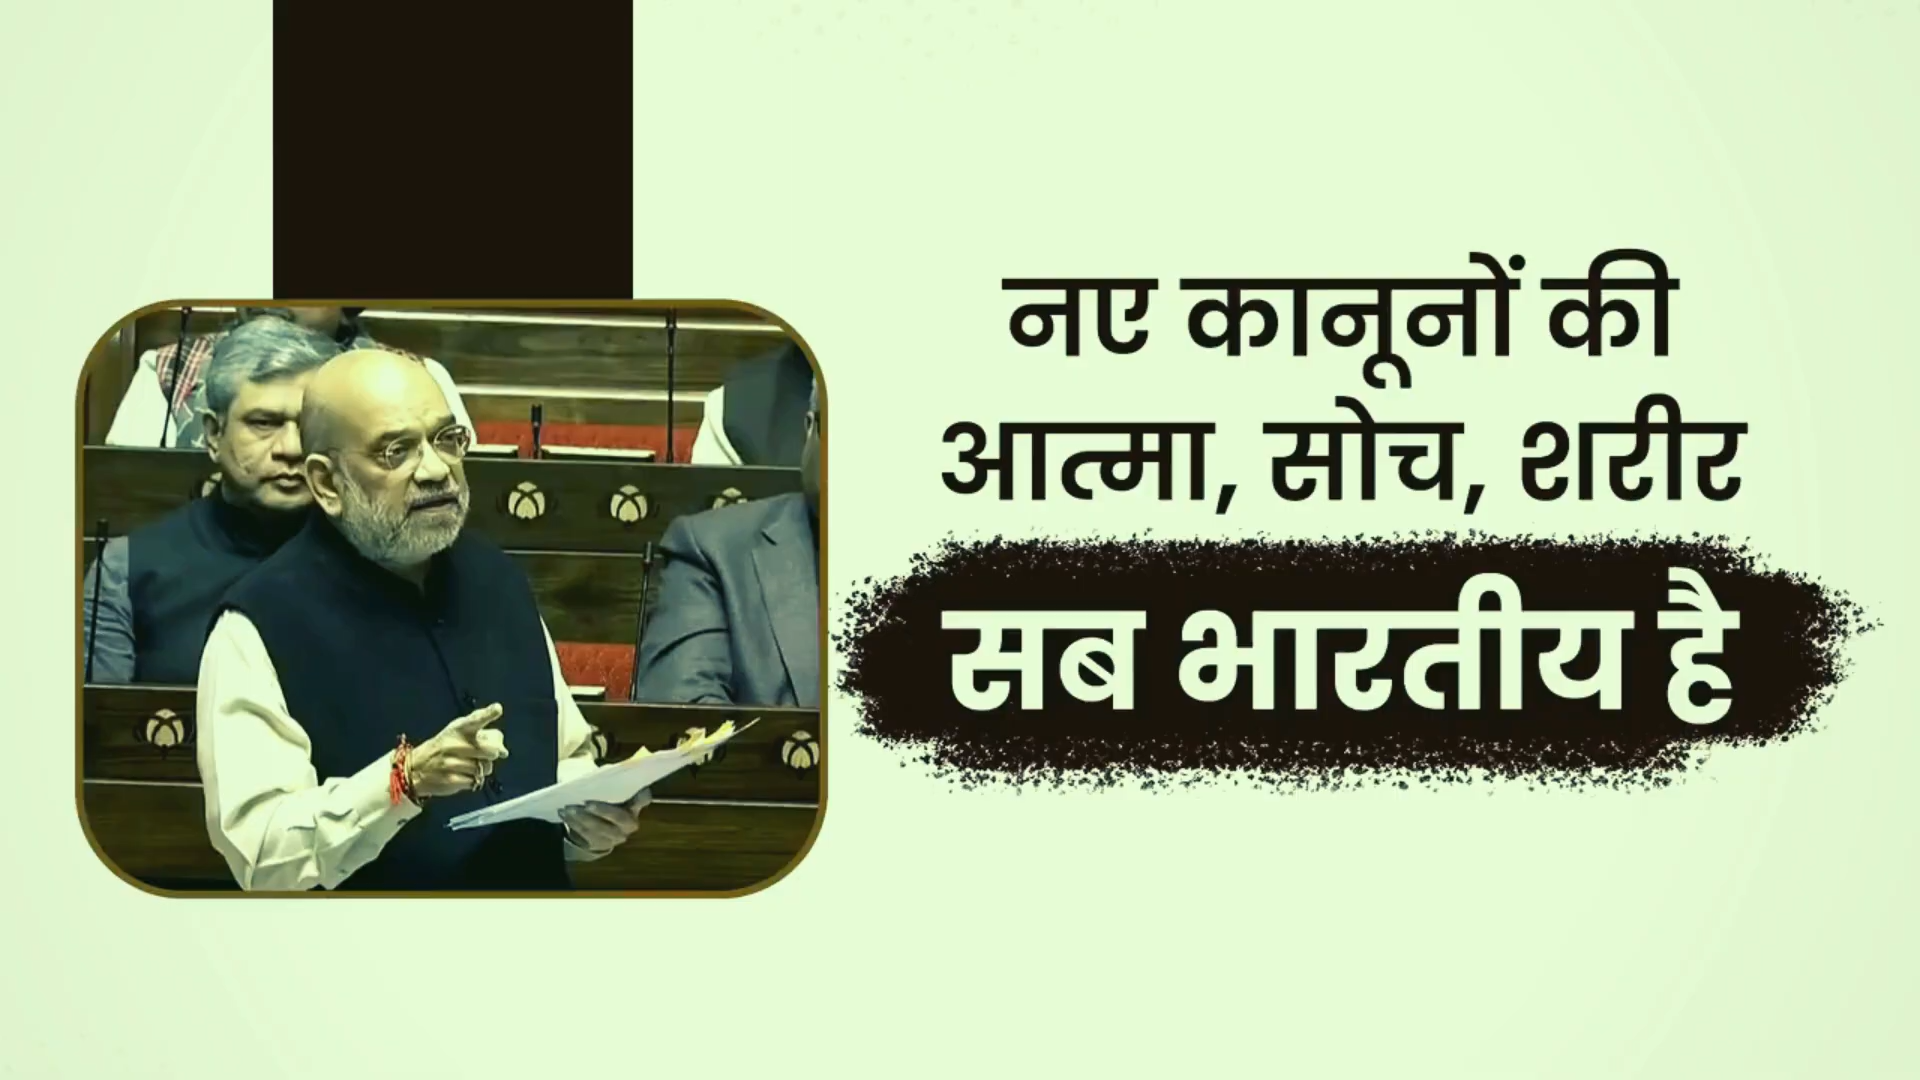 नए कानूनों की
आत्मा, सोच, शरीर
सब भारतीय है